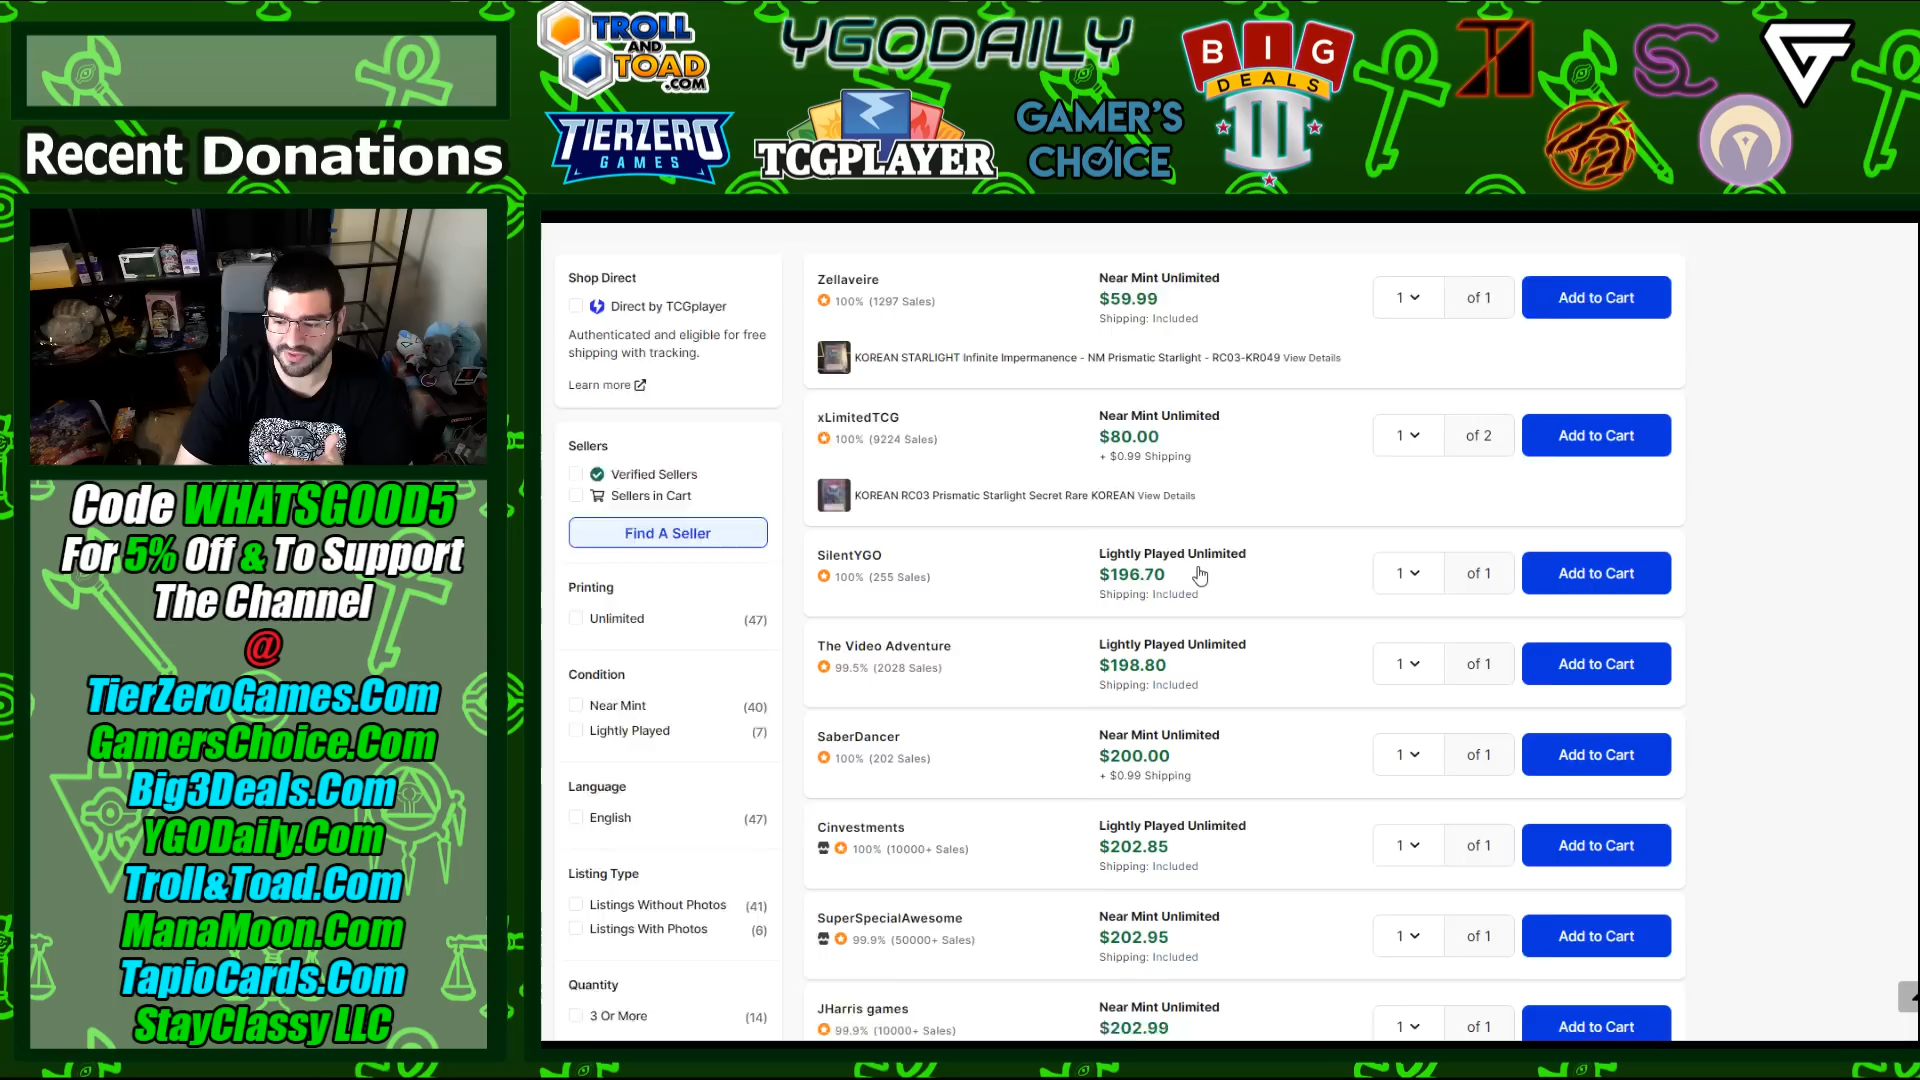 TROLL
AND
TOAD
.COM
YGODAILY
BIG
DEALS
III
TIERZERO
GAMES
TCGPLAYER
GAMER'S
CHOICE
SC
Recent Donations
Code WHATSGOOD5
For 5% Off & To Support
The Channel
@
TierZeroGames.Com
GamersChoice.Com
Big3Deals.Com
YGODaily.Com
Troll&Toad.Com
ManaMoon.Com
TapioCards.Com
StayClassy LLC
Shop Direct
Direct by TCGplayer
Authenticated and eligible for free
shipping with tracking.
Learn more
Sellers
Verified Sellers
Sellers in Cart
Find A Seller
Printing
Unlimited (47)
Condition
Near Mint (40)
Lightly Played (7)
Language
English (47)
Listing Type
Listings Without Photos (41)
Listings With Photos (6)
Quantity
3 Or More (14)
Zellaveire
100% (1297 Sales)
Near Mint Unlimited
$59.99
Shipping: Included
1 of 1 Add to Cart
KOREAN STARLIGHT Infinite Impermanence - NM Prismatic Starlight - RC03-KR049 View Details
xLimitedTCG
100% (9224 Sales)
Near Mint Unlimited
$80.00
+ $0.99 Shipping
1 of 2 Add to Cart
KOREAN RC03 Prismatic Starlight Secret Rare KOREAN View Details
SilentYGO
100% (255 Sales)
Lightly Played Unlimited
$196.70
Shipping: Included
1 of 1 Add to Cart
The Video Adventure
99.5% (2028 Sales)
Lightly Played Unlimited
$198.80
Shipping: Included
1 of 1 Add to Cart
SaberDancer
100% (202 Sales)
Near Mint Unlimited
$200.00
+ $0.99 Shipping
1 of 1 Add to Cart
Cinvestments
100% (10000+ Sales)
Lightly Played Unlimited
$202.85
Shipping: Included
1 of 1 Add to Cart
SuperSpecialAwesome
99.9% (50000+ Sales)
Near Mint Unlimited
$202.95
Shipping: Included
1 of 1 Add to Cart
JHarris games
99.9% (10000+ Sales)
Near Mint Unlimited
$202.99
1 of 1 Add to Cart